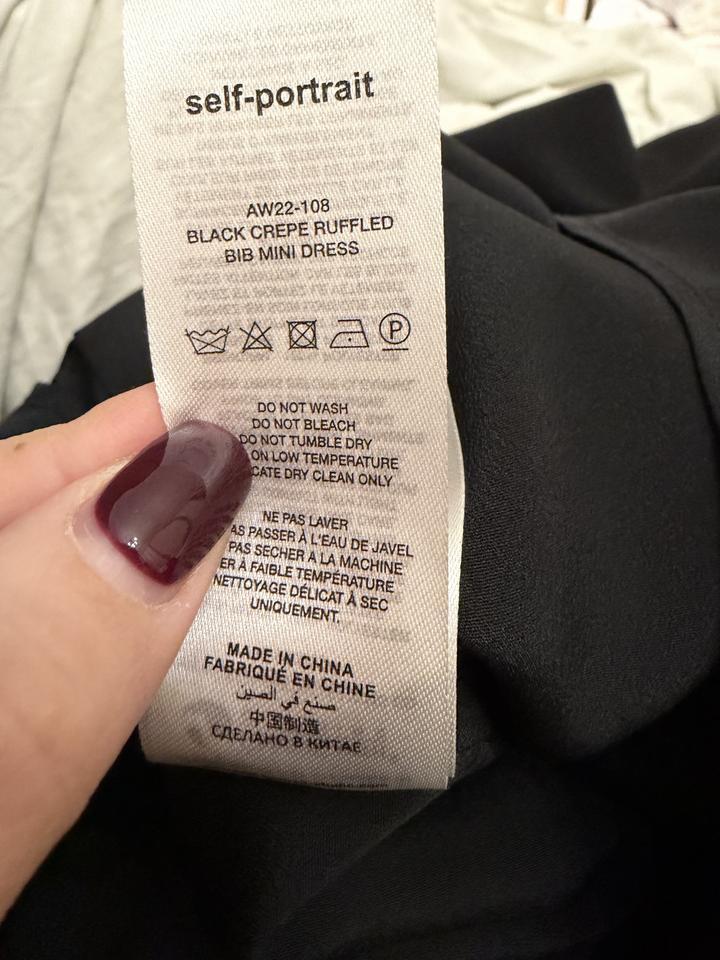 self-portrait
AW22-108
BLACK CREPE RUFFLED
BIB MINI DRESS
P
DO NOT WASH
DO NOT BLEACH
DO NOT TUMBLE DRY
ON LOW TEMPERATURE
CATE DRY CLEAN ONLY
NE PAS LAVER
AS PASSER À L'EAU DE JAVEL
PAS SECHER A LA MACHINE
ER À FAIBLE TEMPÉRATURE
NETTOYAGE DÉLICAT À SEC
UNIQUEMENT.
MADE IN CHINA
FABRIQUÉ EN CHINE
صنع في الصين
中国制造
СДЕЛАНО В КИТАЕ